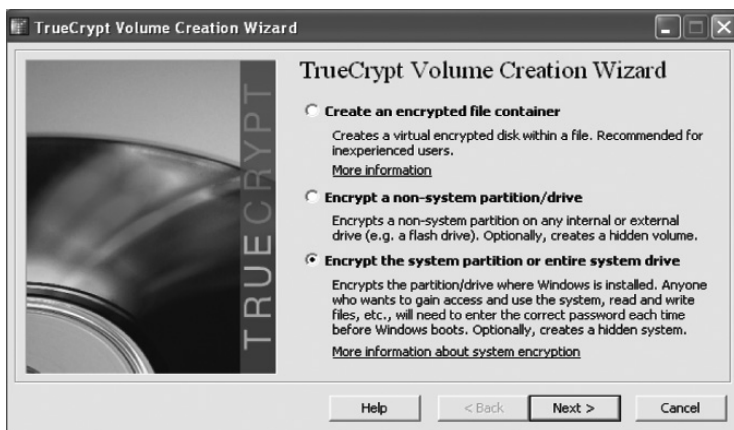 TrueCrypt Volume Creation Wizard
TRUECRYPT
TrueCrypt Volume Creation Wizard
Create an encrypted file container
Creates a virtual encrypted disk within a file. Recommended for
inexperienced users.
More information
Encrypt a non-system partition/drive
Encrypts a non-system partition on any internal or external
drive (e.g. a flash drive). Optionally, creates a hidden volume.
Encrypt the system partition or entire system drive
Encrypts the partition/drive where Windows is installed. Anyone
who wants to gain access and use the system, read and write
files, etc., will need to enter the correct password each time
before Windows boots. Optionally, creates a hidden system.
More information about system encryption
Help < Back Next > Cancel